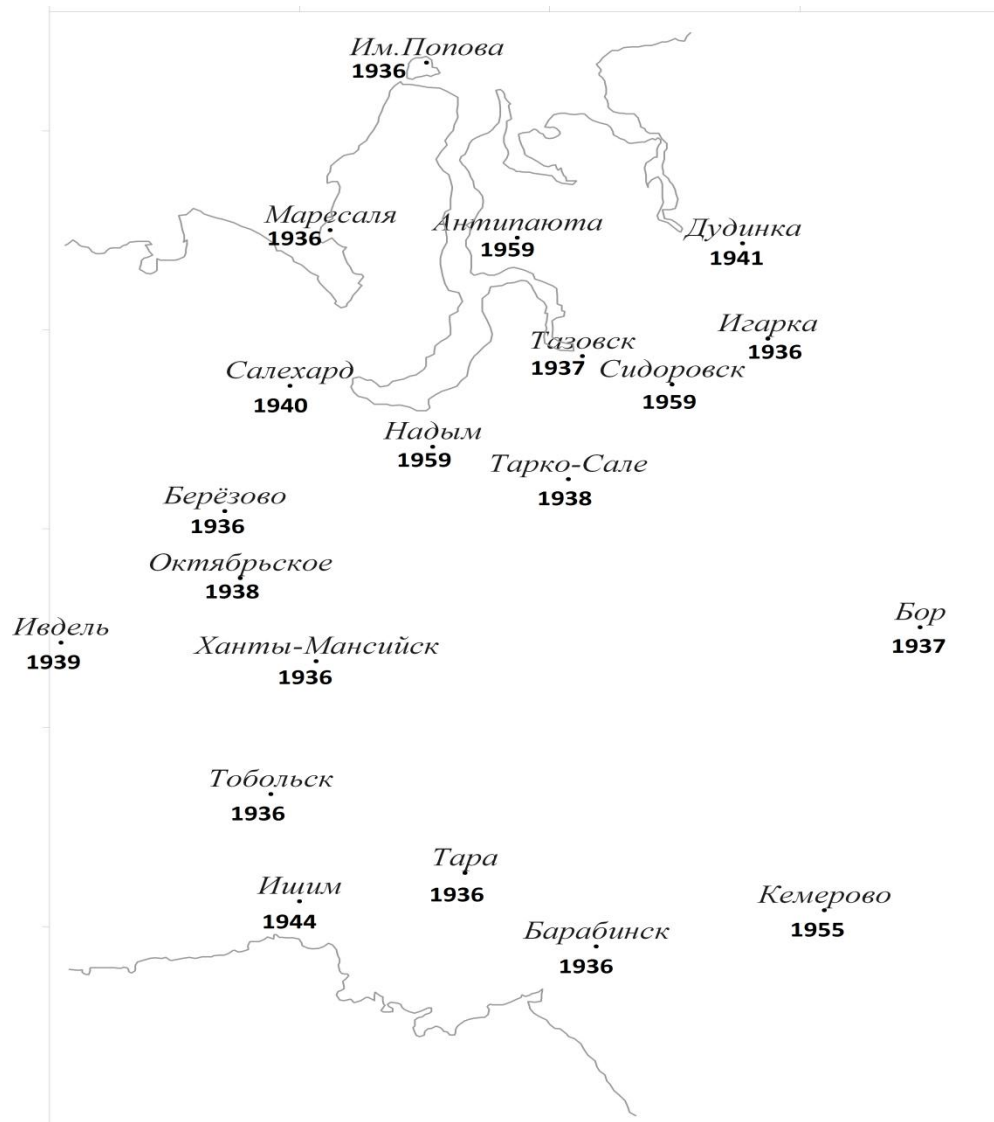 Им.Попова
1936
Маресаля
1936
Антипаюта
1959
Дудинка
1941
Игарка
1936
Тазовск
1937
Сидоровск
1959
Салехард
1940
Надым
1959
Тарко-Сале
1938
Берёзово
1936
Октябрьское
1938
Ивдель
1939
Ханты-Мансийск
1936
Бор
1937
Тобольск
1936
Тара
1936
Ишим
1944
Кемерово
1955
Барабинск
1936